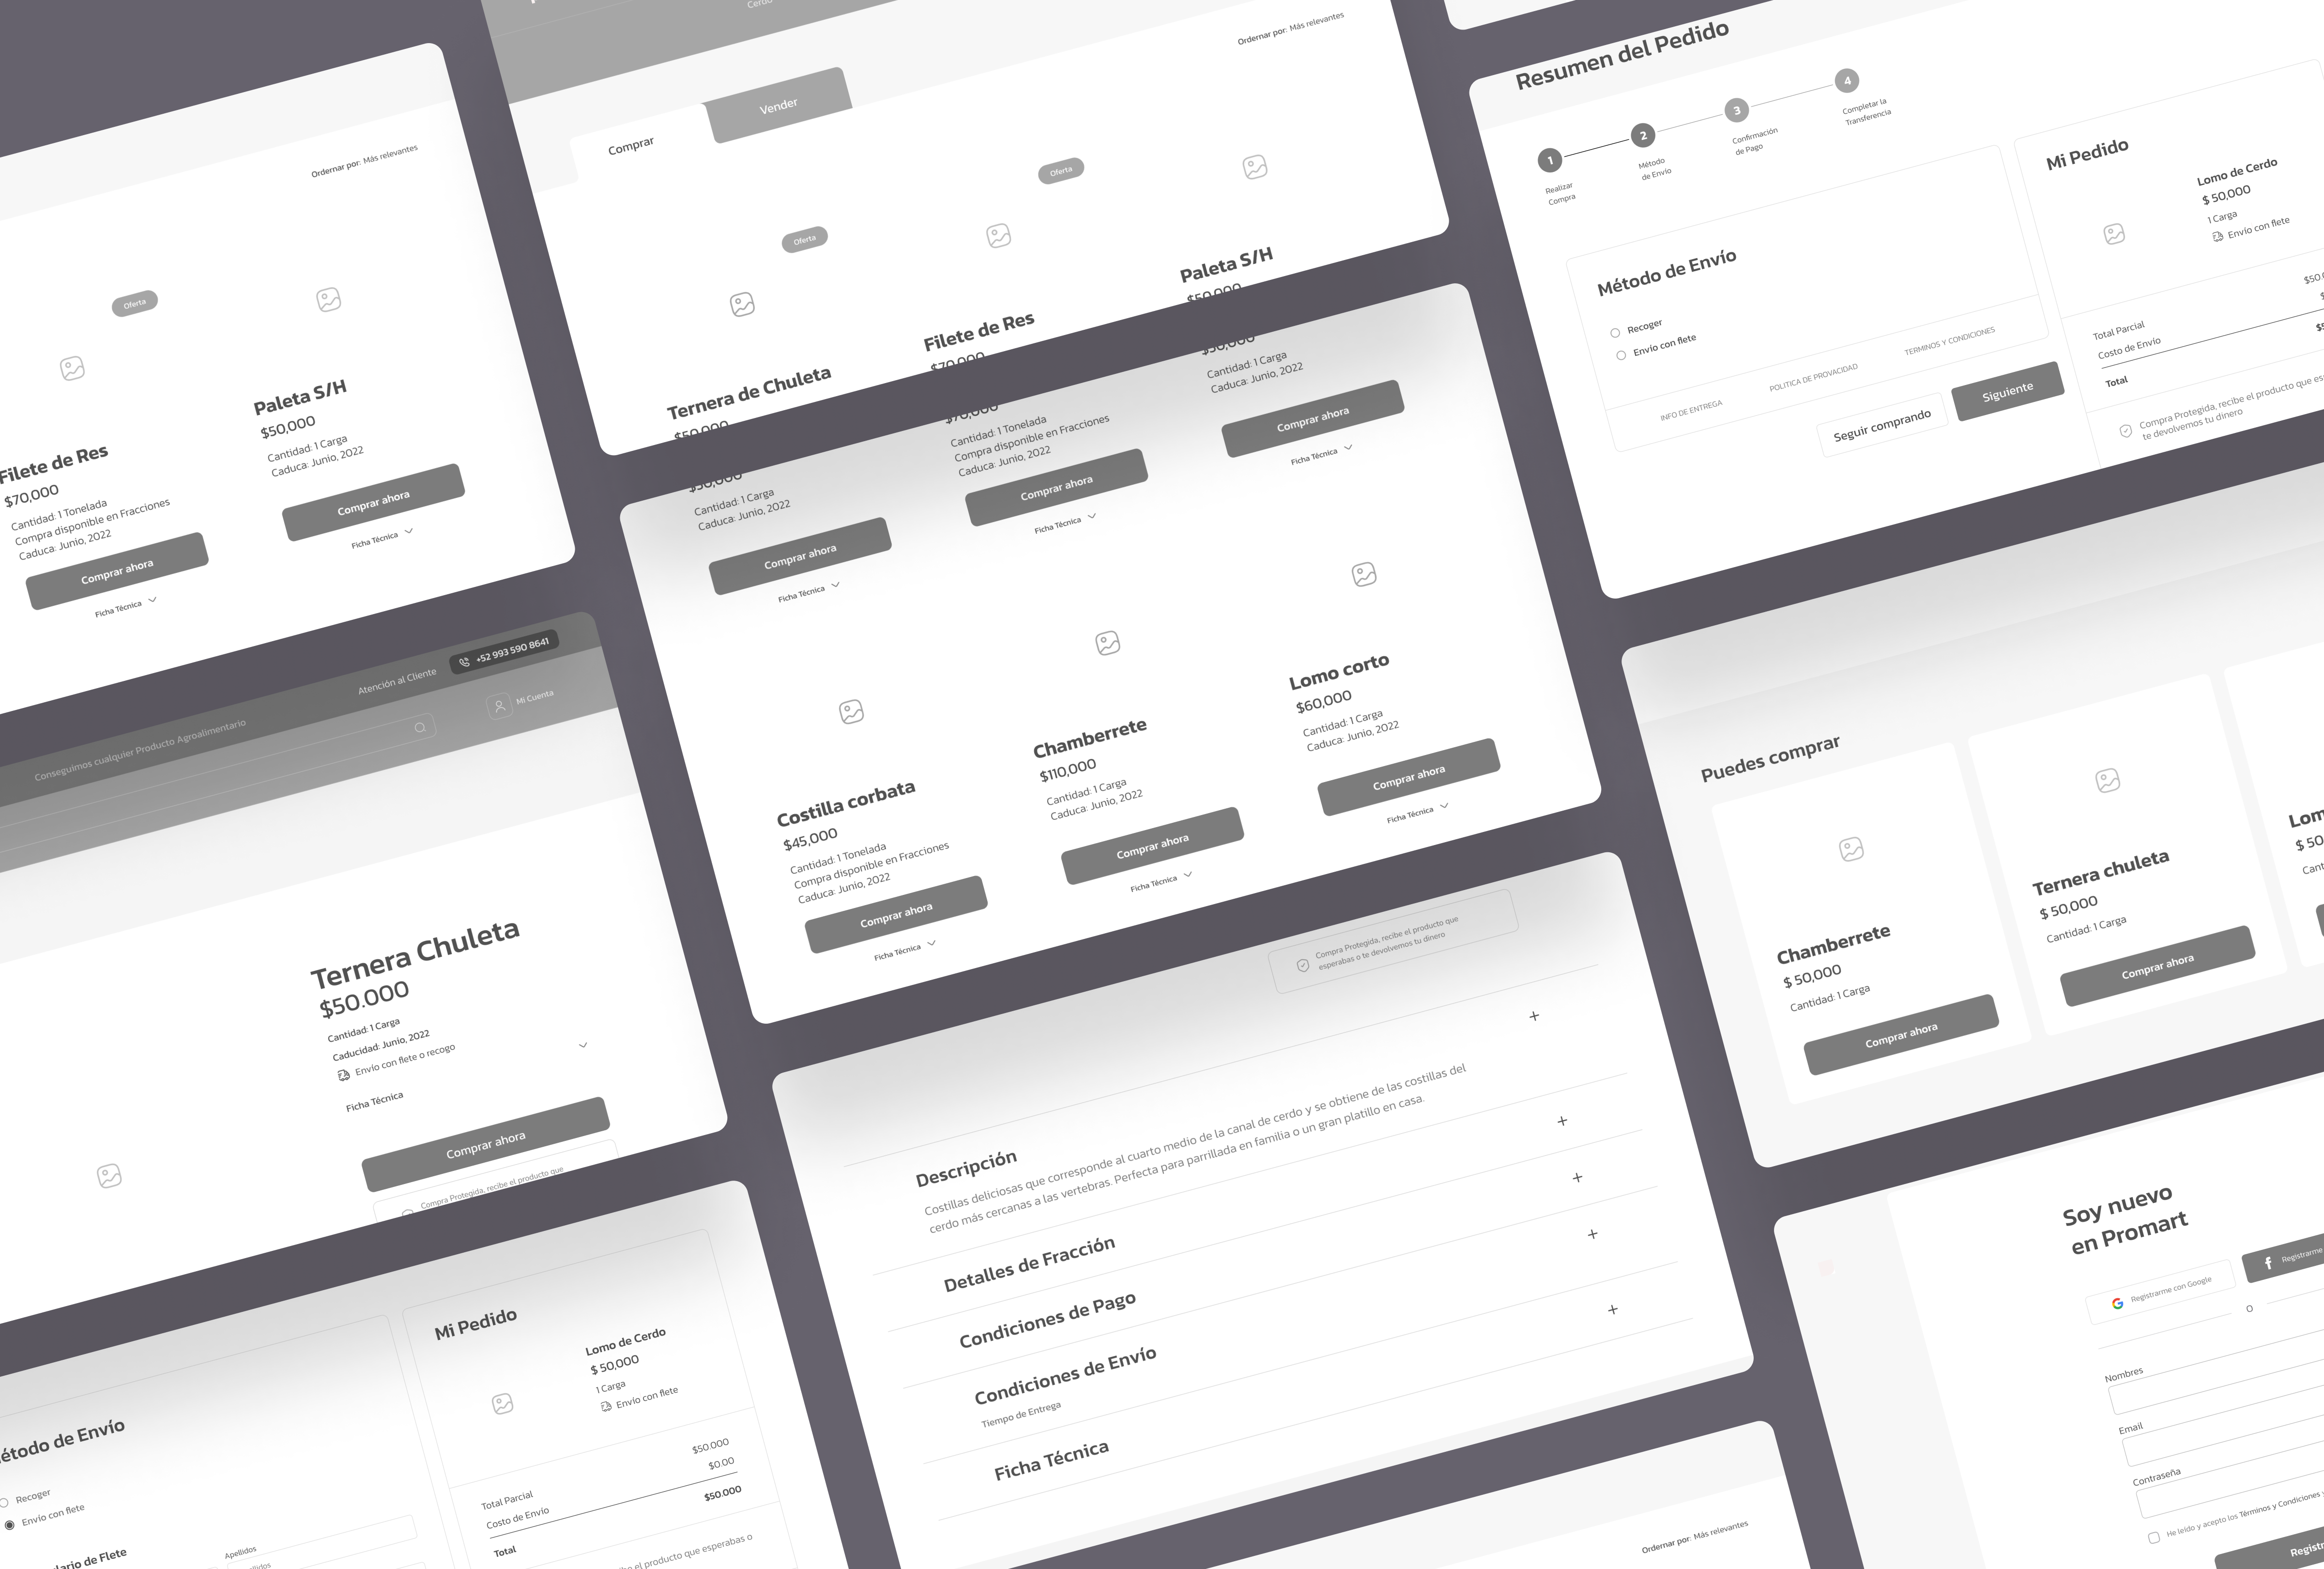 Ordernar por: Más relevantes
Oferta
Filete de Res
$70,000
Cantidad: 1 Tonelada
Compra disponible en Fracciones
Caduca: Junio, 2022
Comprar ahora
Ficha Técnica
Paleta S/H
$50,000
Cantidad: 1 Carga
Caduca: Junio, 2022
Comprar ahora
Ficha Técnica
Cerdo
Ordernar por: Más relevantes
Comprar
Vender
Oferta
Oferta
Ternera de Chuleta
$50,000
Filete de Res
$70,000
Paleta S/H
$50,000
Resumen del Pedido
1
2
3
4
Realizar
Compra
Método
de Envío
Confirmación
de Pago
Completar la
Transferencia
Método de Envío
Recoger
Envío con flete
INFO DE ENTREGA
POLITICA DE PROVACIDAD
TERMINOS Y CONDICIONES
Seguir comprando
Siguiente
Mi Pedido
Lomo de Cerdo
$ 50,000
1 Carga
Envío con flete
Total Parcial
Costo de Envío
Total
Compra Protegida, recibe el producto que
te devolvemos tu dinero
$50,000
Cantidad: 1 Carga
Caduca: Junio, 2022
Comprar ahora
Ficha Técnica
$70,000
Cantidad: 1 Tonelada
Compra disponible en Fracciones
Caduca: Junio, 2022
Comprar ahora
Ficha Técnica
$50,000
Cantidad: 1 Carga
Caduca: Junio, 2022
Comprar ahora
Ficha Técnica
Costilla corbata
$45,000
Cantidad: 1 Tonelada
Compra disponible en Fracciones
Caduca: Junio, 2022
Comprar ahora
Ficha Técnica
Chamberrete
$110,000
Cantidad: 1 Carga
Caduca: Junio, 2022
Comprar ahora
Ficha Técnica
Lomo corto
$60,000
Cantidad: 1 Carga
Caduca: Junio, 2022
Comprar ahora
Ficha Técnica
Conseguimos cualquier Producto Agroalimentario
Atención al Cliente
+52 993 590 8641
Mi Cuenta
Ternera Chuleta
$50.000
Cantidad: 1 Carga
Caducidad: Junio, 2022
Envío con flete o recogo
Ficha Técnica
Comprar ahora
Compra Protegida, recibe el producto que
Puedes comprar
Chamberrete
$ 50,000
Cantidad: 1 Carga
Comprar ahora
Ternera chuleta
$ 50,000
Cantidad: 1 Carga
Comprar ahora
Compra Protegida, recibe el producto que
esperabas o te devolvemos tu dinero
Descripción
Costillas deliciosas que corresponde al cuarto medio de la canal de cerdo y se obtiene de las costillas del
cerdo más cercanas a las vertebras. Perfecta para parrillada en familia o un gran platillo en casa.
Detalles de Fracción
Condiciones de Pago
Condiciones de Envío
Tiempo de Entrega
Ficha Técnica
Recoger
Envío con flete
de Flete
Apellidos
Mi Pedido
Lomo de Cerdo
$ 50,000
1 Carga
Envío con flete
Total Parcial
$50.000
Costo de Envío
$0.00
Total
$50.000
el producto que esperabas o
Soy nuevo
en Promart
Registrarme con Google
Registrarme
O
Nombres
Email
Contraseña
He leído y acepto los Términos y Condiciones
Ordernar por: Más relevantes